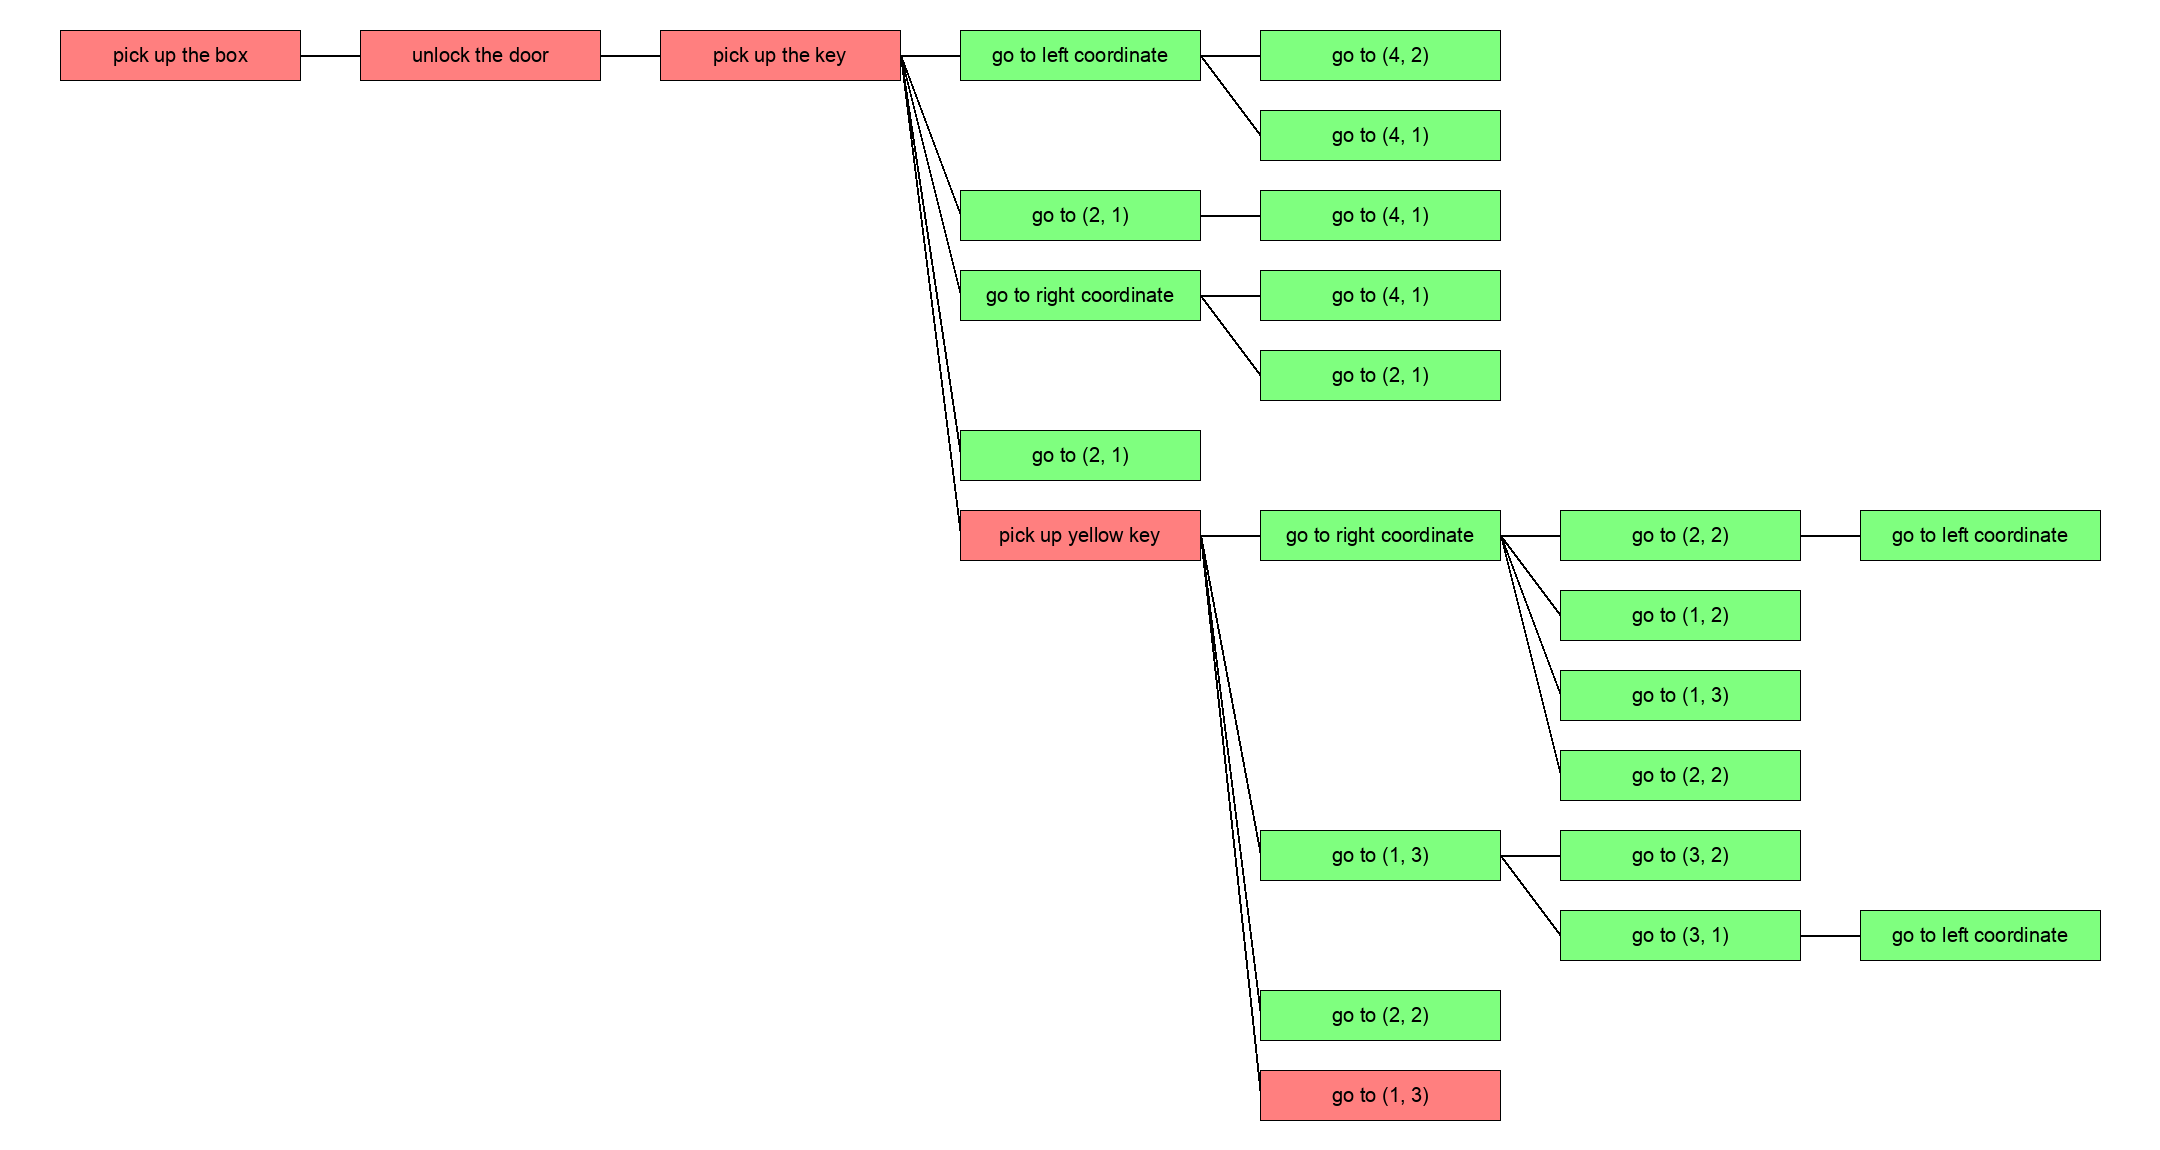 pick up the box
unlock the door
pick up the key
go to left coordinate
go to (4, 2)
go to (4, 1)
go to (2, 1)
go to (4, 1)
go to right coordinate
go to (4, 1)
go to (2, 1)
go to (2, 1)
pick up yellow key
go to right coordinate
go to (2, 2)
go to left coordinate
go to (1, 2)
go to (1, 3)
go to (2, 2)
go to (1, 3)
go to (3, 2)
go to (3, 1)
go to left coordinate
go to (2, 2)
go to (1, 3)